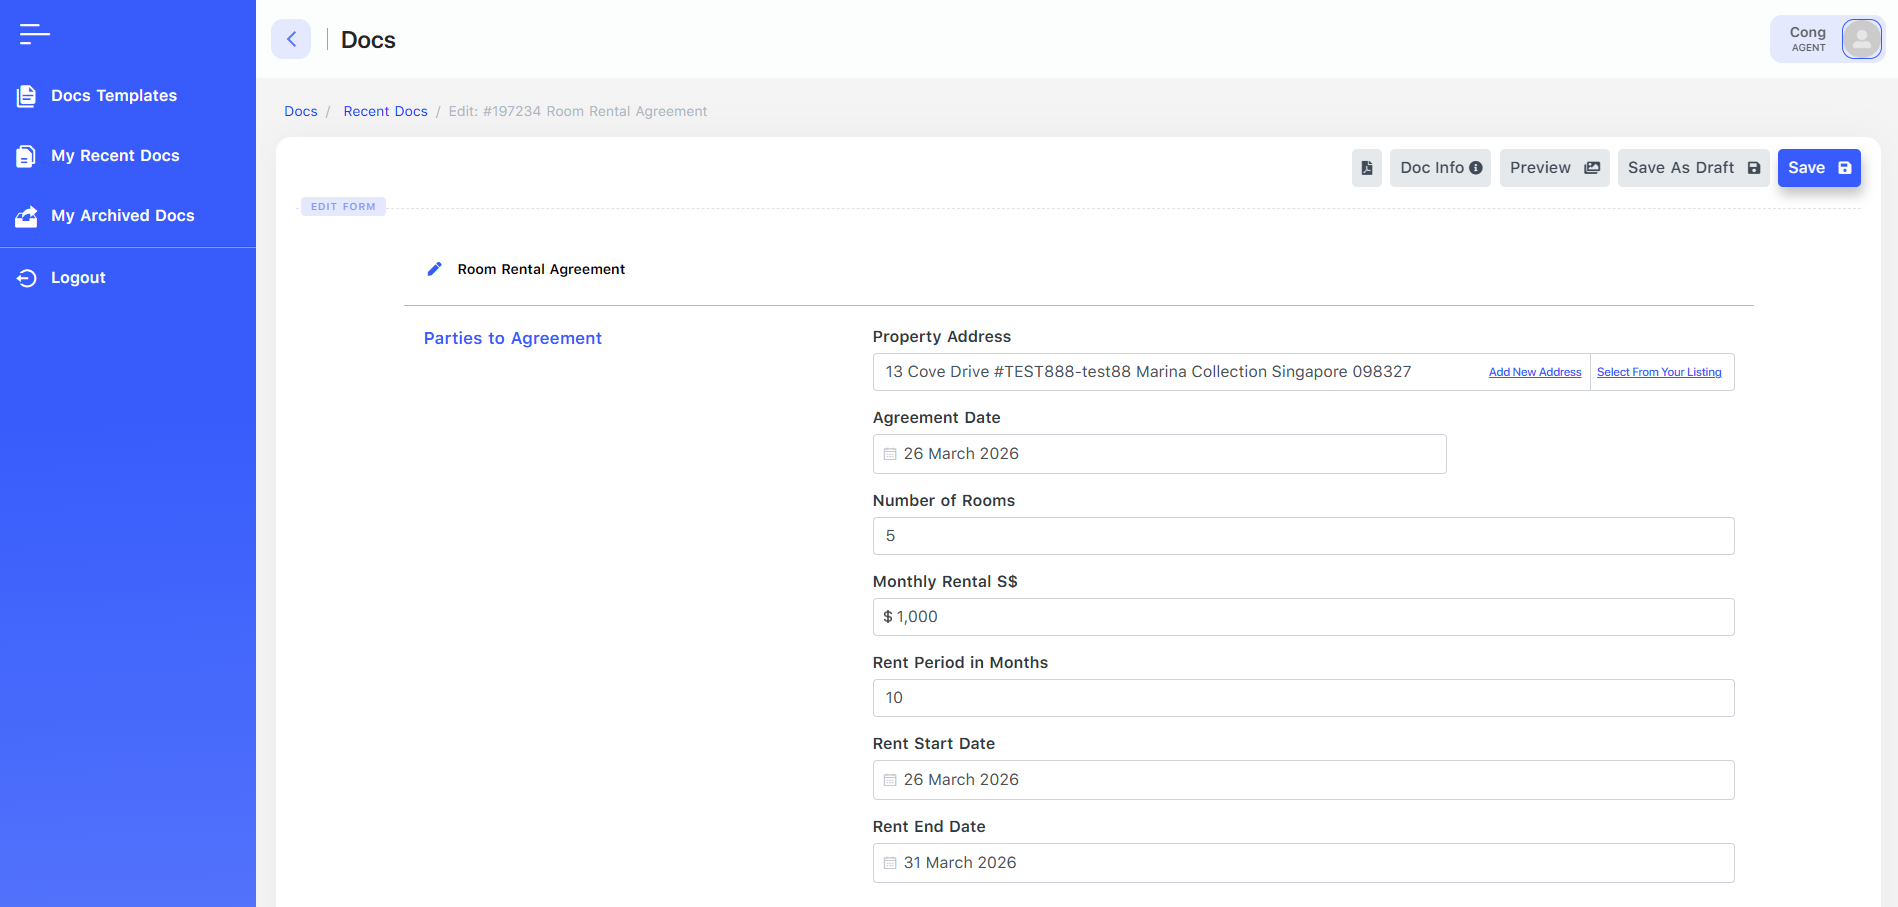 Docs
Cong
AGENT
Docs Templates
My Recent Docs
My Archived Docs
Logout
Docs / Recent Docs / Edit: #197234 Room Rental Agreement
Doc Info
Preview
Save As Draft
Save
EDIT FORM
Room Rental Agreement
Parties to Agreement
Property Address
13 Cove Drive #TEST888-test88 Marina Collection Singapore 098327
Add New Address
Select From Your Listing
Agreement Date
26 March 2026
Number of Rooms
5
Monthly Rental S$
$ 1,000
Rent Period in Months
10
Rent Start Date
26 March 2026
Rent End Date
31 March 2026